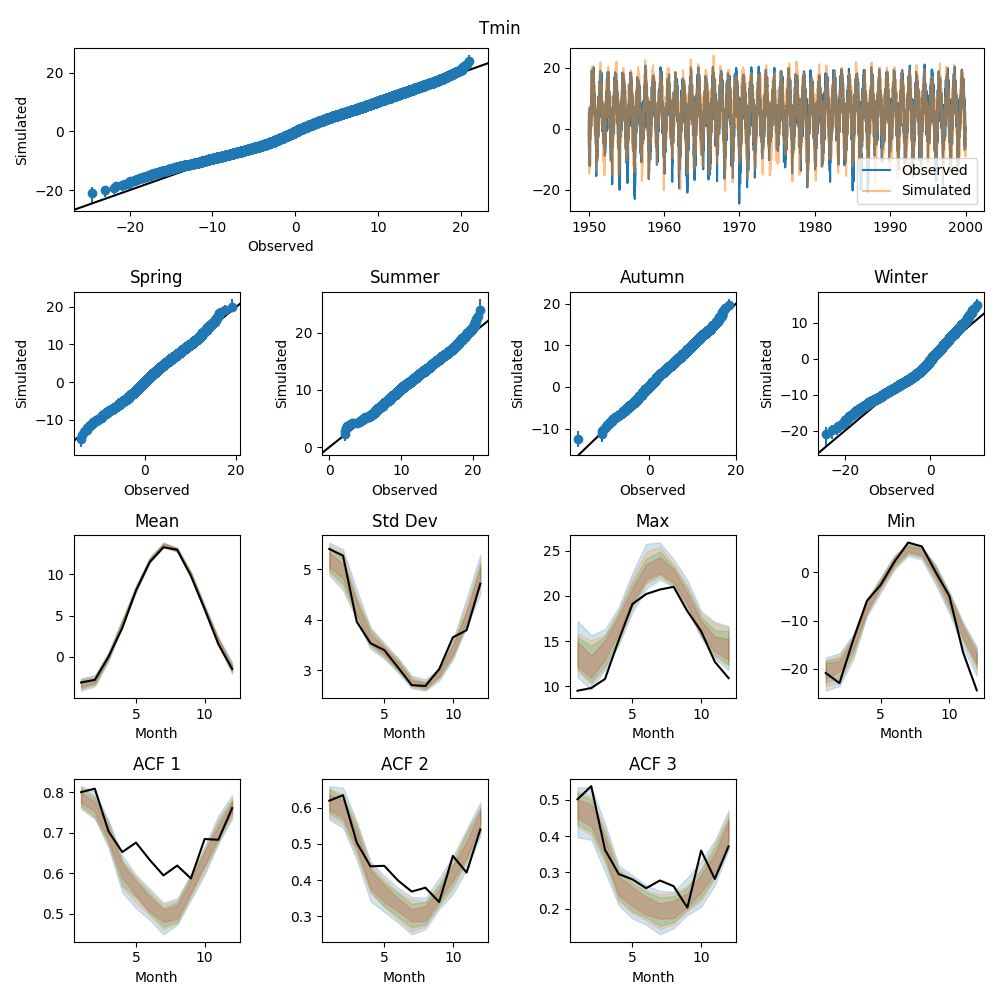 Tmin
20
0
−20
Simulated
−20 −10 0 10 20
Observed
20
0
−20
1950 1960 1970 1980 1990 2000
Observed
Simulated
Spring
20
10
0
−10
Simulated
0 20
Observed
Summer
20
10
0
Simulated
0 10 20
Observed
Autumn
20
10
0
−10
Simulated
0 20
Observed
Winter
10
0
−10
−20
Simulated
−20 0
Observed
Mean
10
5
0
5 10
Month
Std Dev
5
4
3
5 10
Month
Max
25
20
15
10
5 10
Month
Min
0
−10
−20
5 10
Month
ACF 1
0.8
0.7
0.6
0.5
5 10
Month
ACF 2
0.6
0.5
0.4
0.3
5 10
Month
ACF 3
0.5
0.4
0.3
0.2
5 10
Month